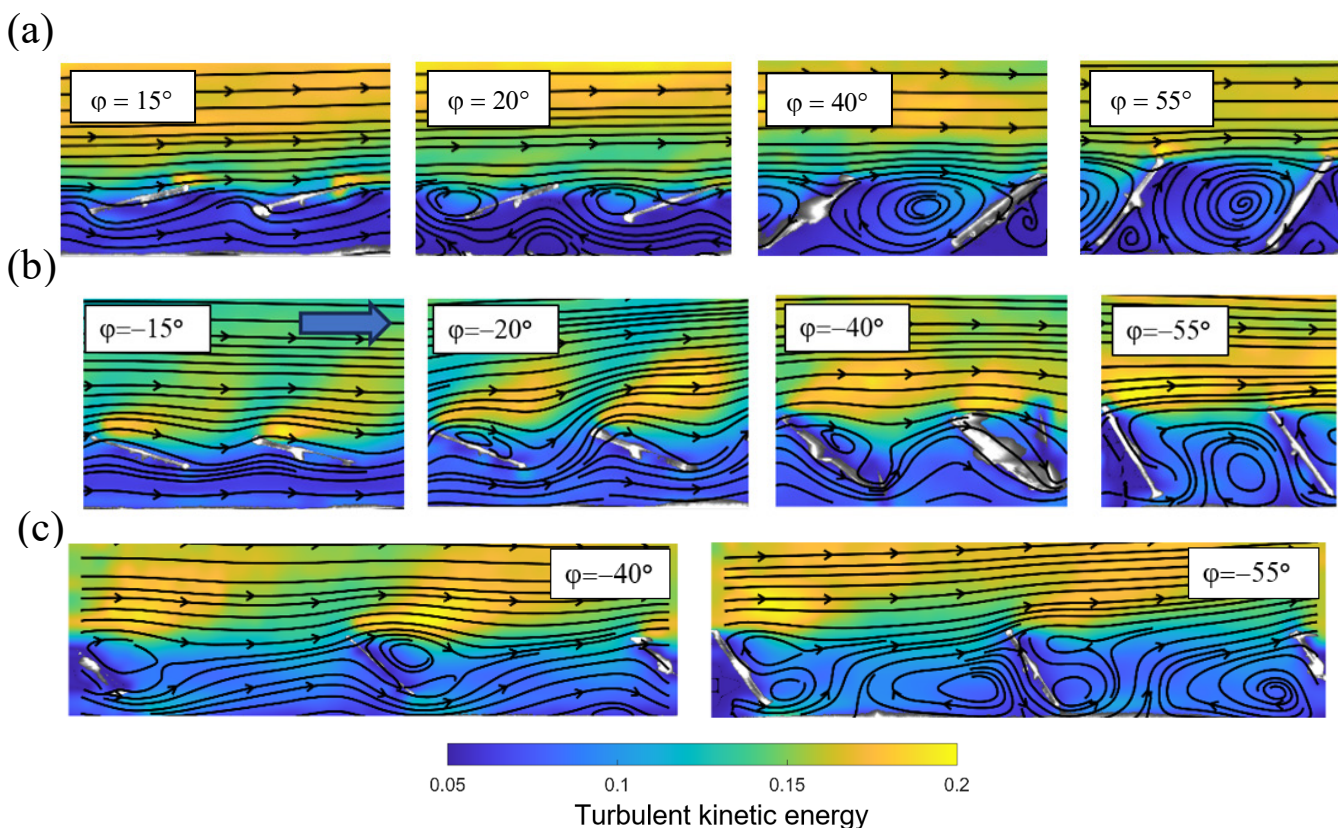 (a)
φ = 15°
φ = 20°
φ = 40°
φ = 55°
(b)
φ=−15°
φ=−20°
φ=−40°
φ=−55°
(c)
φ=−40°
φ=−55°
0.05
0.1
0.15
0.2
Turbulent kinetic energy